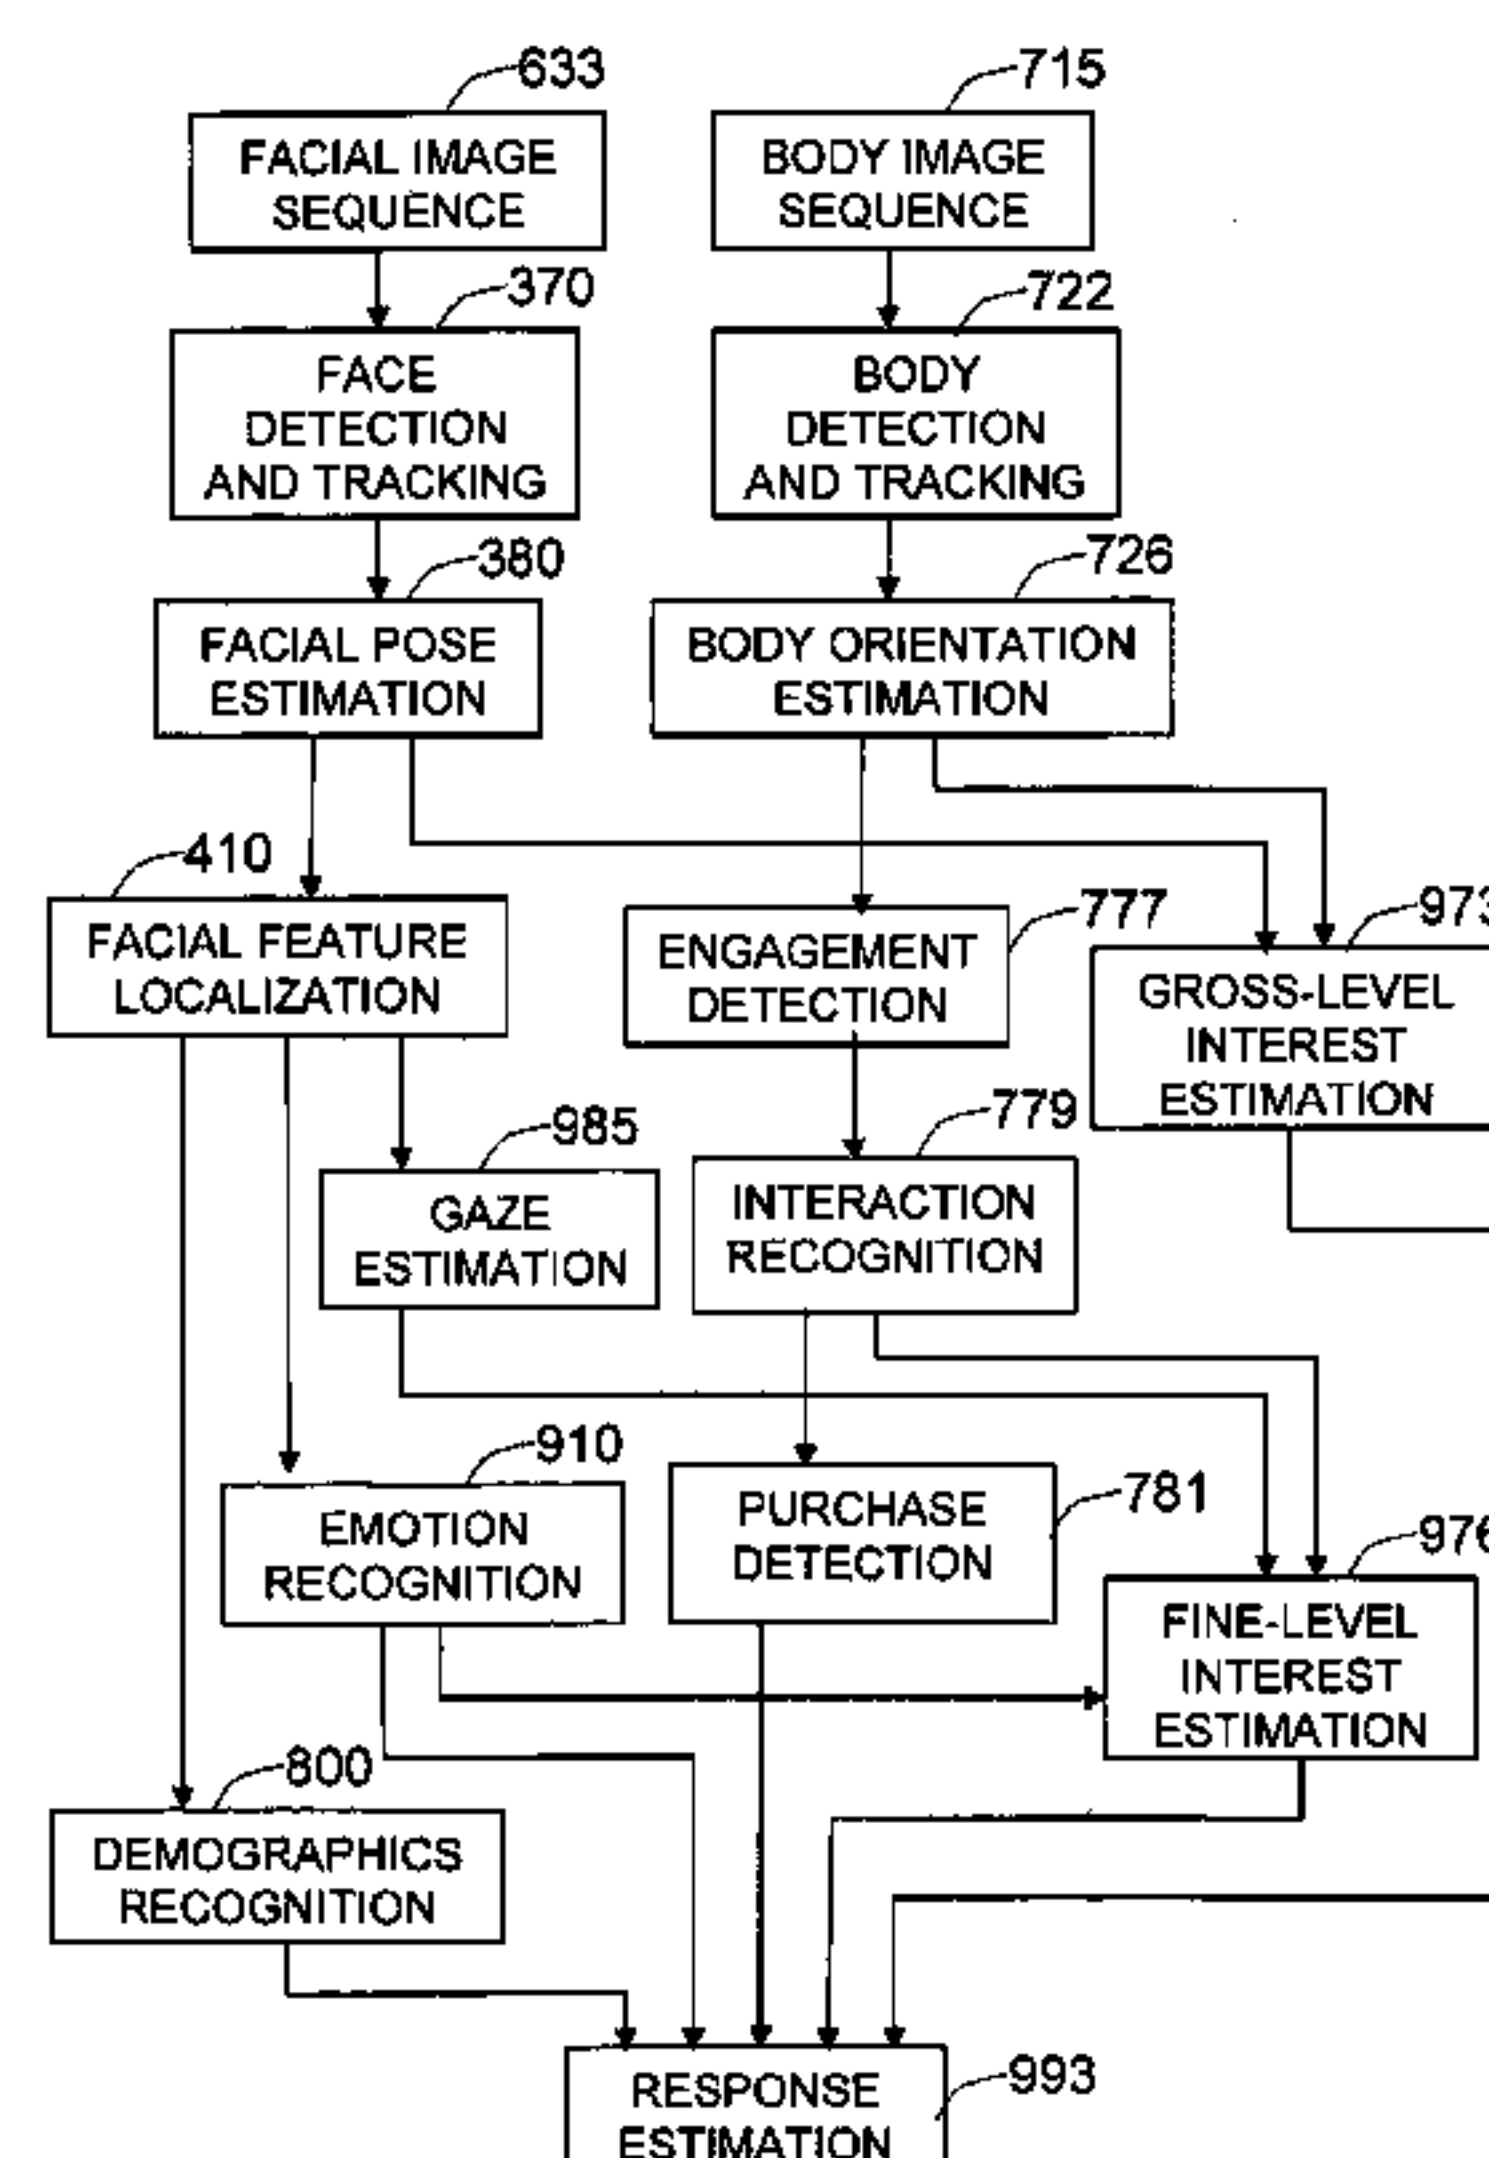 633
FACIAL IMAGE
SEQUENCE
715
BODY IMAGE
SEQUENCE
370
FACE
DETECTION
AND TRACKING
722
BODY
DETECTION
AND TRACKING
380
FACIAL POSE
ESTIMATION
726
BODY ORIENTATION
ESTIMATION
410
FACIAL FEATURE
LOCALIZATION
777
ENGAGEMENT
DETECTION
973
GROSS-LEVEL
INTEREST
ESTIMATION
985
GAZE
ESTIMATION
779
INTERACTION
RECOGNITION
910
EMOTION
RECOGNITION
781
PURCHASE
DETECTION
976
FINE-LEVEL
INTEREST
ESTIMATION
800
DEMOGRAPHICS
RECOGNITION
993
RESPONSE
ESTIMATION